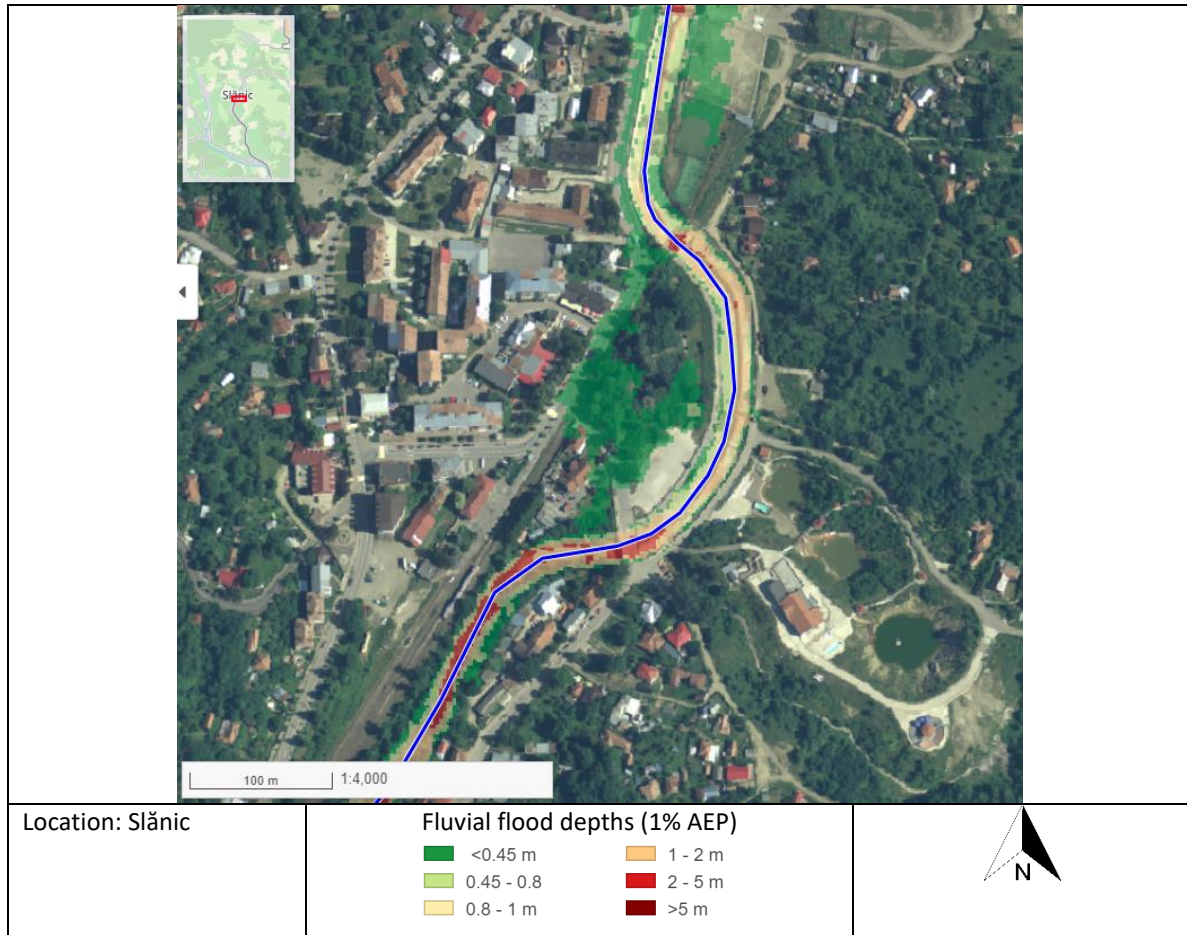 Slănic
100 m
1:4,000
Location: Slănic
Fluvial flood depths (1% AEP)
<0.45 m
0.45 - 0.8
0.8 - 1 m
1 - 2 m
2 - 5 m
>5 m
N